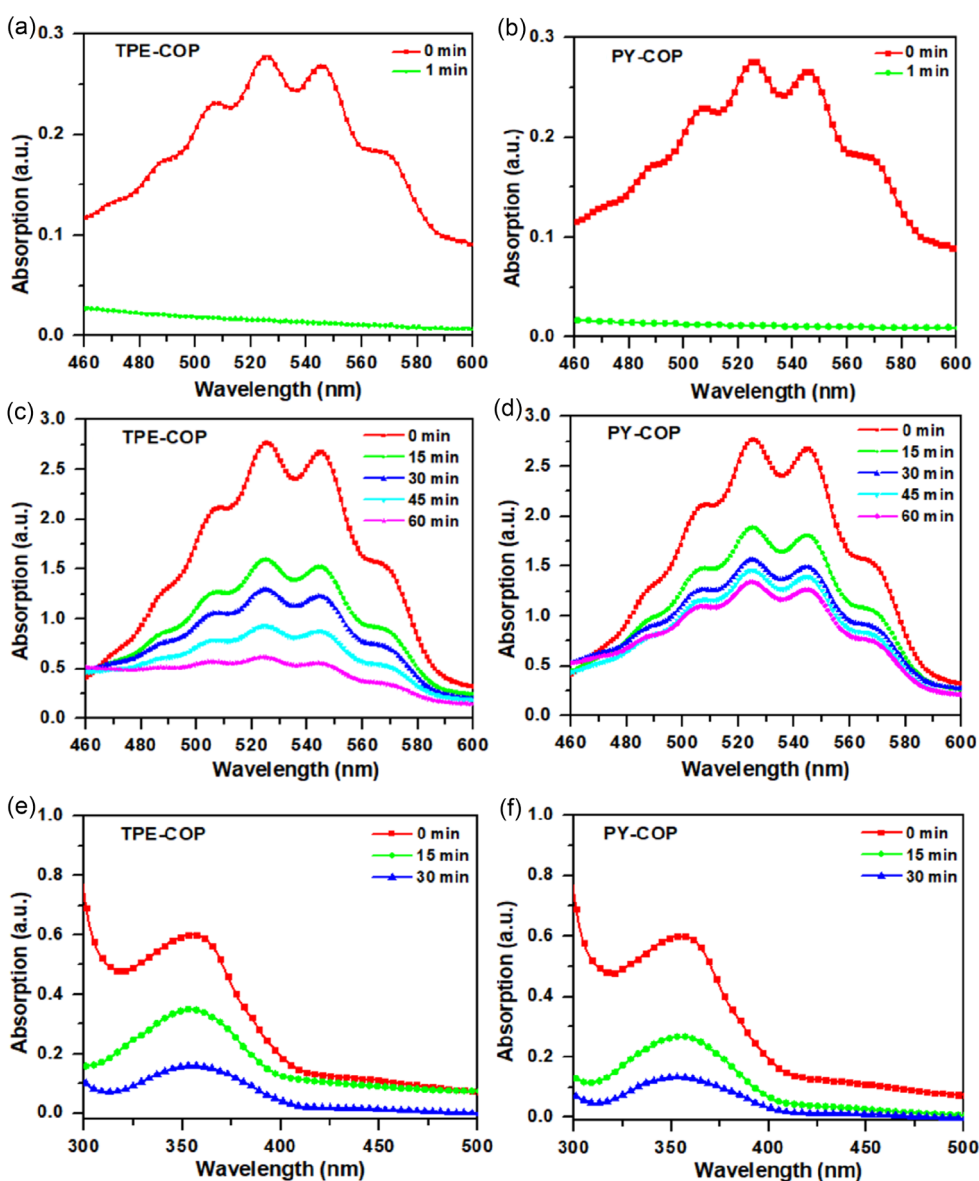 (a)
TPE-COP
0 min
1 min
0.3
0.2
0.1
0.0
Absorption (a.u.)
460 480 500 520 540 560 580 600
Wavelength (nm)
(b)
PY-COP
0 min
1 min
0.3
0.2
0.1
0.0
Absorption (a.u.)
460 480 500 520 540 560 580 600
Wavelength (nm)
(c)
TPE-COP
0 min
15 min
30 min
45 min
60 min
3.0
2.5
2.0
1.5
1.0
0.5
0.0
Absorption (a.u.)
460 480 500 520 540 560 580 600
Wavelength (nm)
(d)
PY-COP
0 min
15 min
30 min
45 min
60 min
3.0
2.5
2.0
1.5
1.0
0.5
0.0
Absorption (a.u.)
460 480 500 520 540 560 580 600
Wavelength (nm)
(e)
TPE-COP
0 min
15 min
30 min
1.0
0.8
0.6
0.4
0.2
0.0
Absorption (a.u.)
300 350 400 450 500
Wavelength (nm)
(f)
PY-COP
0 min
15 min
30 min
1.0
0.8
0.6
0.4
0.2
0.0
Absorption (a.u.)
300 350 400 450 500
Wavelength (nm)